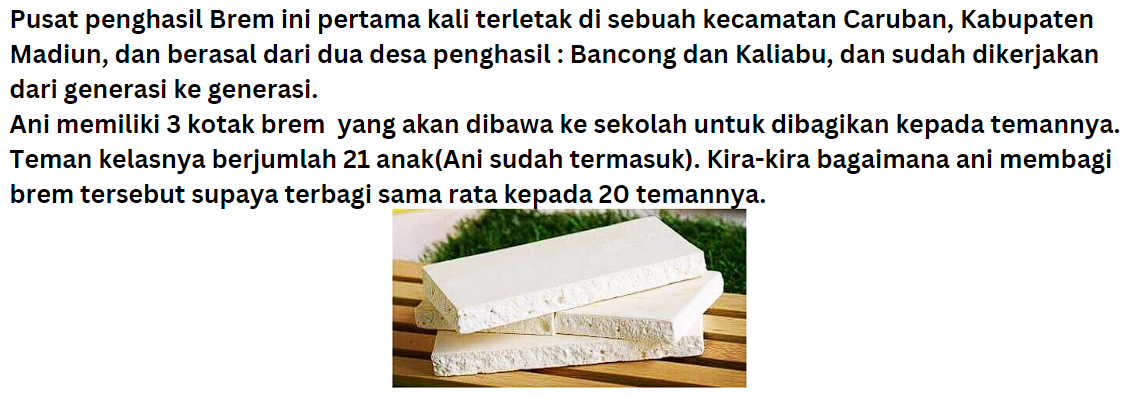 Pusat penghasil Brem ini pertama kali terletak di sebuah kecamatan Caruban, Kabupaten
Madiun, dan berasal dari dua desa penghasil : Bancong dan Kaliabu, dan sudah dikerjakan
dari generasi ke generasi.
Ani memiliki 3 kotak brem  yang akan dibawa ke sekolah untuk dibagikan kepada temannya.
Teman kelasnya berjumlah 21 anak(Ani sudah termasuk). Kira-kira bagaimana ani membagi
brem tersebut supaya terbagi sama rata kepada 20 temannya.